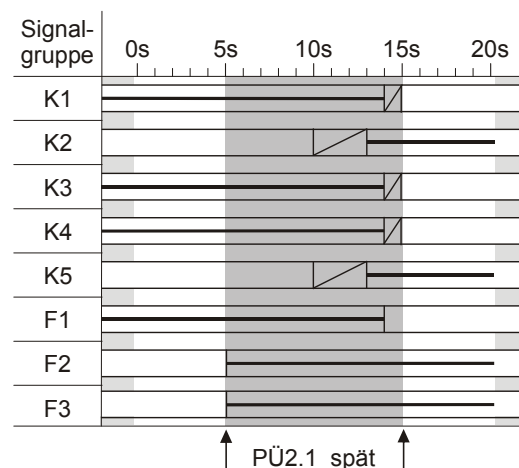 Signal-
gruppe 0s 5s 10s 15s 20s
K1
K2
K3
K4
K5
F1
F2
F3
PÜ2.1 spät